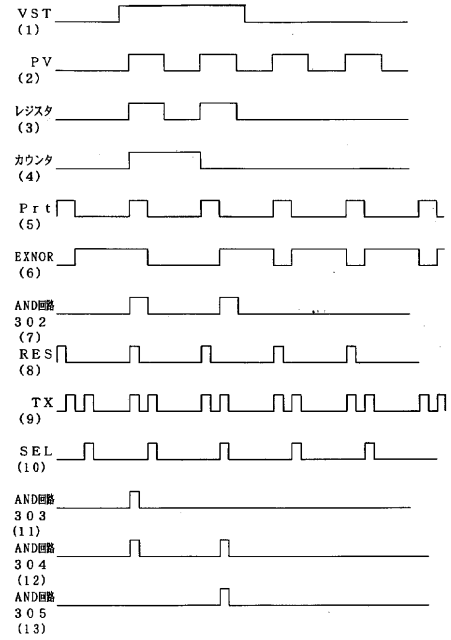 VST
(1)
PV
(2)
レジスタ
(3)
カウンタ
(4)
Prt
(5)
EXNOR
(6)
AND回路
302
(7)
RES
(8)
TX
(9)
SEL
(10)
AND回路
303
(11)
AND回路
304
(12)
AND回路
305
(13)